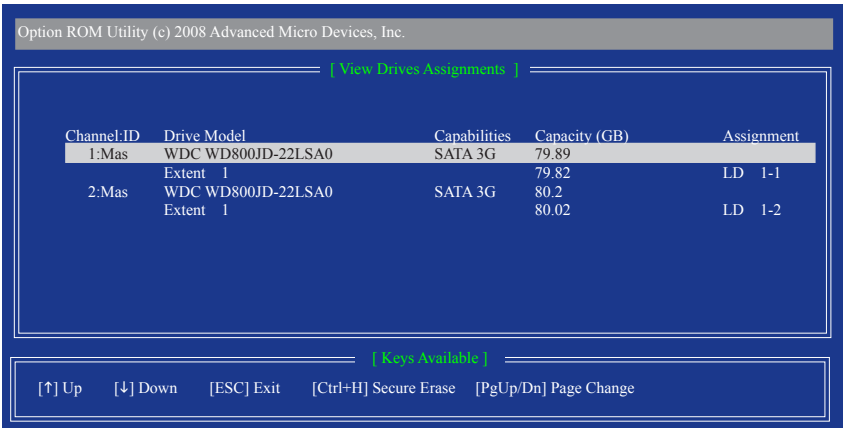 Option ROM Utility (c) 2008 Advanced Micro Devices, Inc.
[ View Drives Assignments ]
Channel:ID Drive Model Capabilities Capacity (GB) Assignment
1:Mas WDC WD800JD-22LSA0 SATA 3G 79.89
Extent 1 79.82 LD 1-1
2:Mas WDC WD800JD-22LSA0 SATA 3G 80.2
Extent 1 80.02 LD 1-2
[ Keys Available ]
[↑] Up [↓] Down [ESC] Exit [Ctrl+H] Secure Erase [PgUp/Dn] Page Change